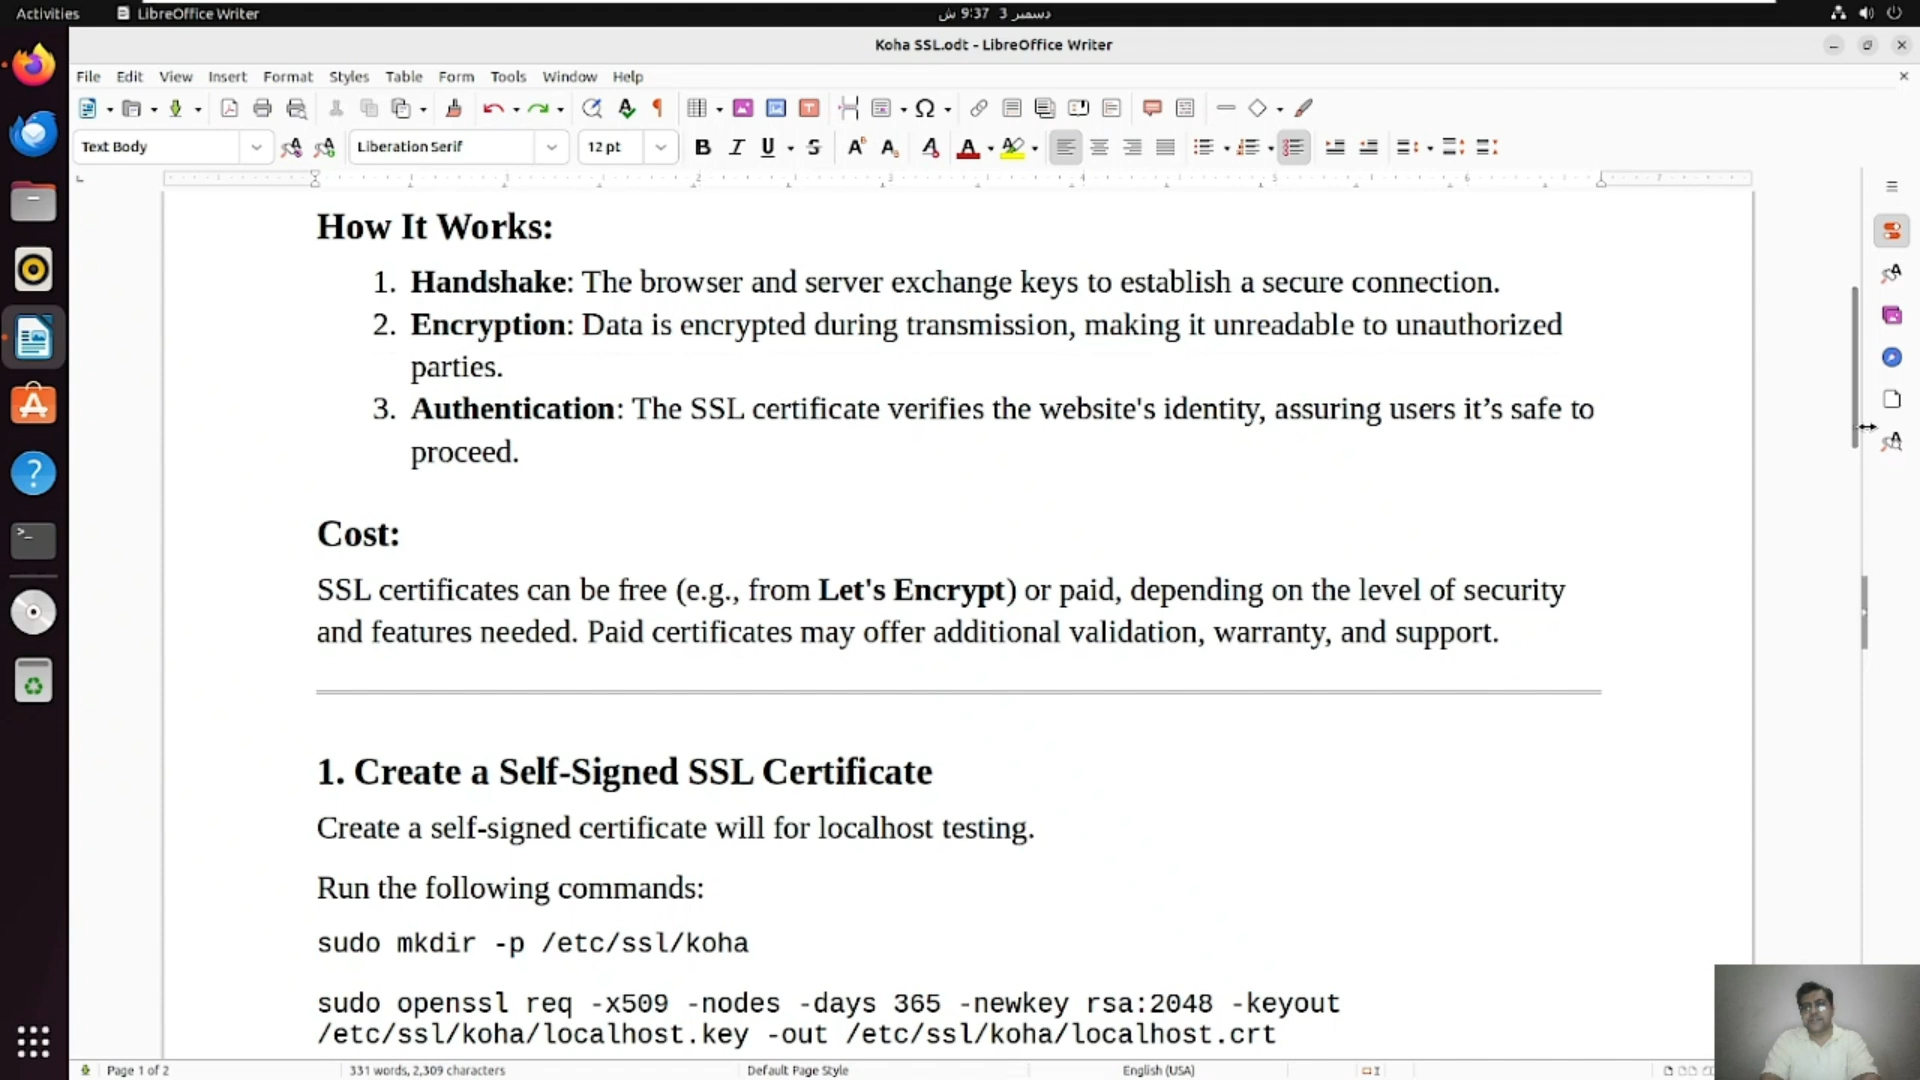 Activities LibreOffice Writer دسمبر 3 9:37 ش
Koha SSL.odt - LibreOffice Writer
File Edit View Insert Format Styles Table Form Tools Window Help
Text Body Liberation Serif 12 pt
How It Works:
1. Handshake: The browser and server exchange keys to establish a secure connection.
2. Encryption: Data is encrypted during transmission, making it unreadable to unauthorized
parties.
3. Authentication: The SSL certificate verifies the website's identity, assuring users it’s safe to
proceed.
Cost:
SSL certificates can be free (e.g., from Let's Encrypt) or paid, depending on the level of security
and features needed. Paid certificates may offer additional validation, warranty, and support.
1. Create a Self-Signed SSL Certificate
Create a self-signed certificate will for localhost testing.
Run the following commands:
sudo mkdir -p /etc/ssl/koha
sudo openssl req -x509 -nodes -days 365 -newkey rsa:2048 -keyout
/etc/ssl/koha/localhost.key -out /etc/ssl/koha/localhost.crt
Page 1 of 2 331 words, 2,309 characters Default Page Style English (USA)